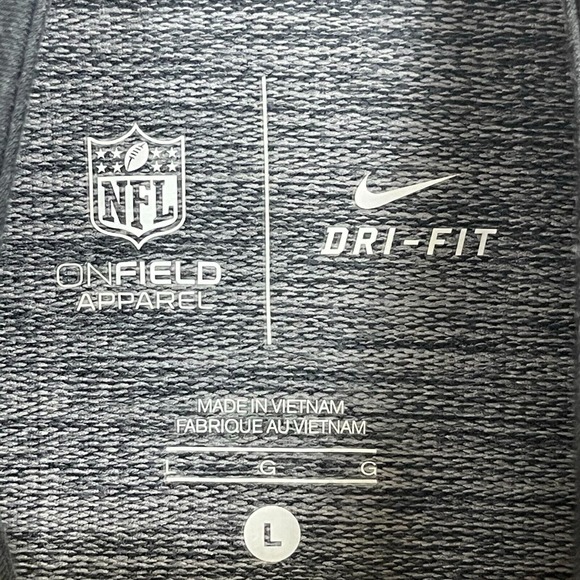 NFL
ONFIELD
APPAREL
DRI-FIT
MADE IN VIETNAM
FABRIQUE AU VIETNAM
L G G
L